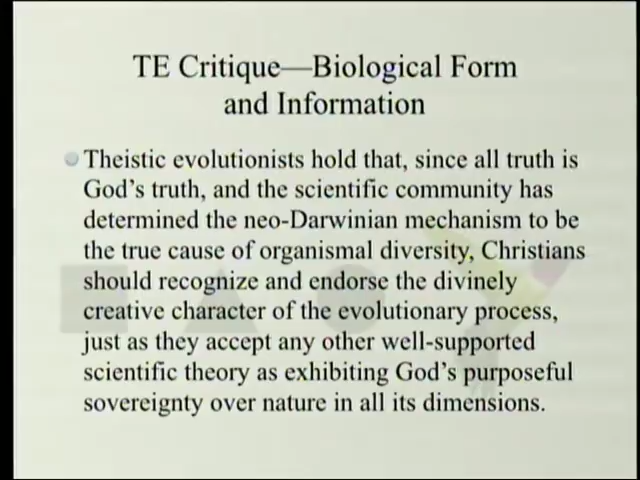 TE Critique—Biological Form
and Information
Theistic evolutionists hold that, since all truth is
God’s truth, and the scientific community has
determined the neo-Darwinian mechanism to be
the true cause of organismal diversity, Christians
should recognize and endorse the divinely
creative character of the evolutionary process,
just as they accept any other well-supported
scientific theory as exhibiting God’s purposeful
sovereignty over nature in all its dimensions.